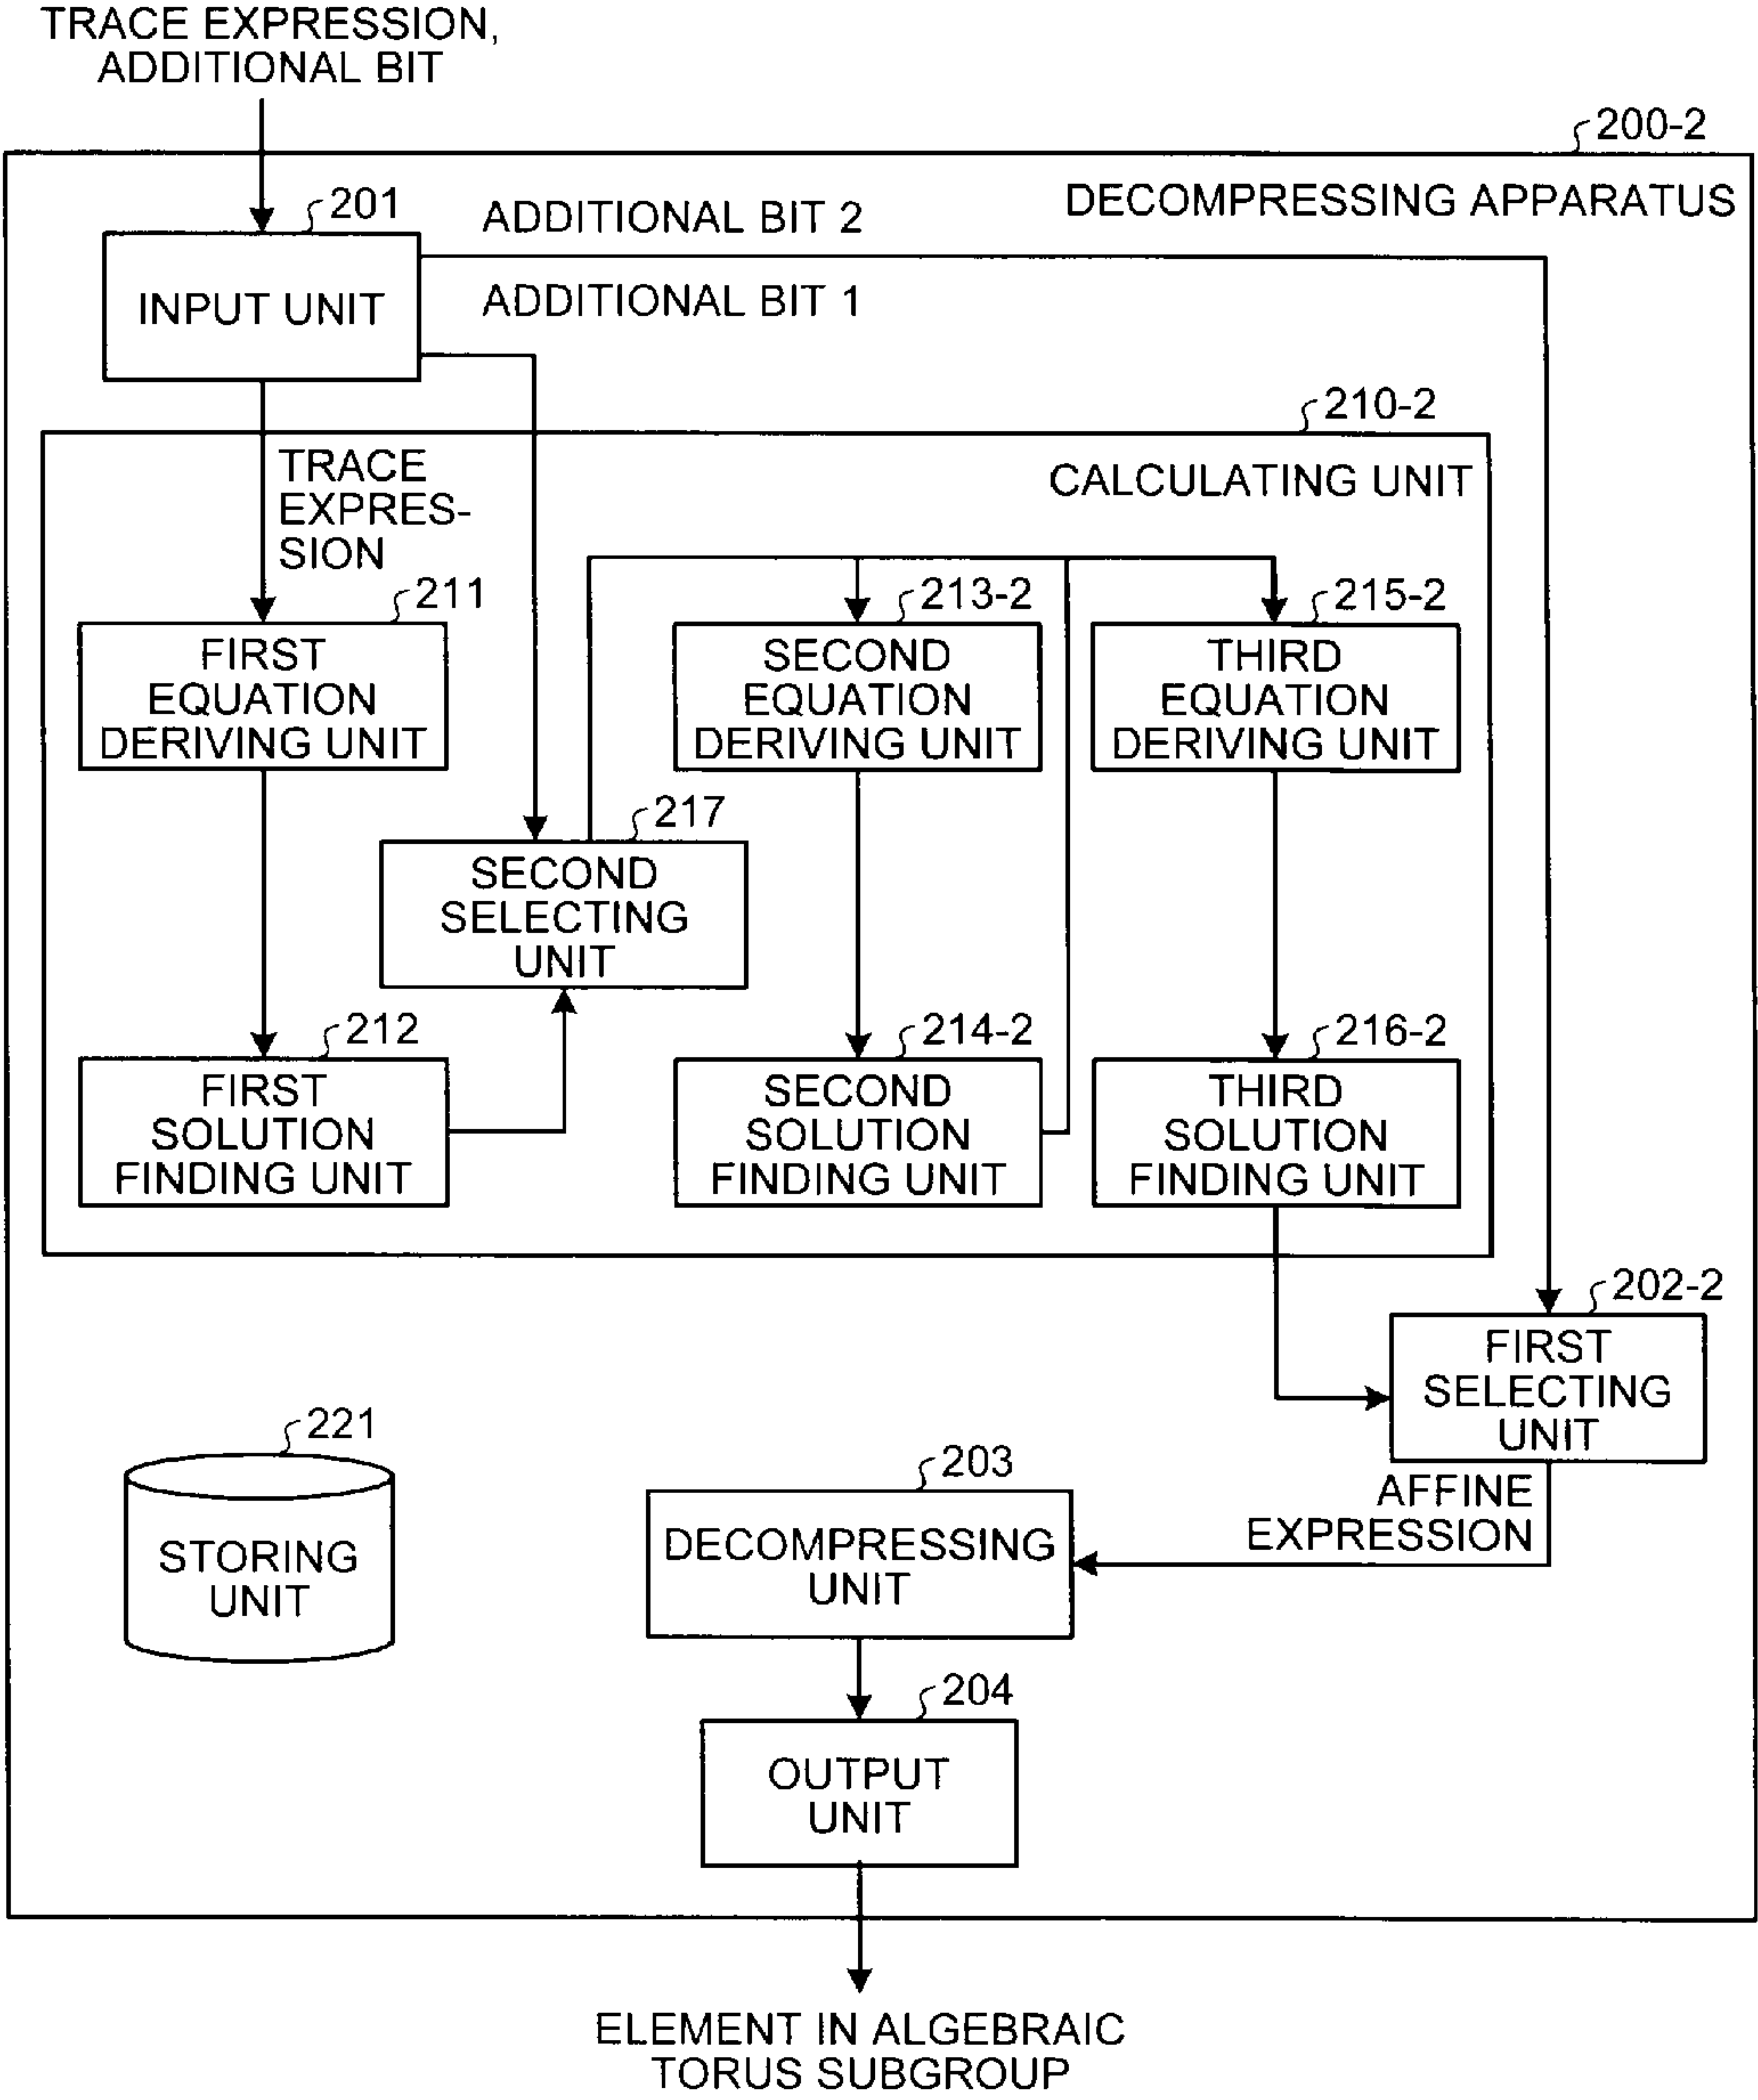 TRACE EXPRESSION,
ADDITIONAL BIT
200-2
DECOMPRESSING APPARATUS
201
INPUT UNIT
ADDITIONAL BIT 2
ADDITIONAL BIT 1
210-2
CALCULATING UNIT
TRACE
EXPRES-
SION
211
FIRST
EQUATION
DERIVING UNIT
213-2
SECOND
EQUATION
DERIVING UNIT
215-2
THIRD
EQUATION
DERIVING UNIT
217
SECOND
SELECTING
UNIT
212
FIRST
SOLUTION
FINDING UNIT
214-2
SECOND
SOLUTION
FINDING UNIT
216-2
THIRD
SOLUTION
FINDING UNIT
202-2
FIRST
SELECTING
UNIT
221
STORING
UNIT
AFFINE
EXPRESSION
203
DECOMPRESSING
UNIT
204
OUTPUT
UNIT
ELEMENT IN ALGEBRAIC
TORUS SUBGROUP